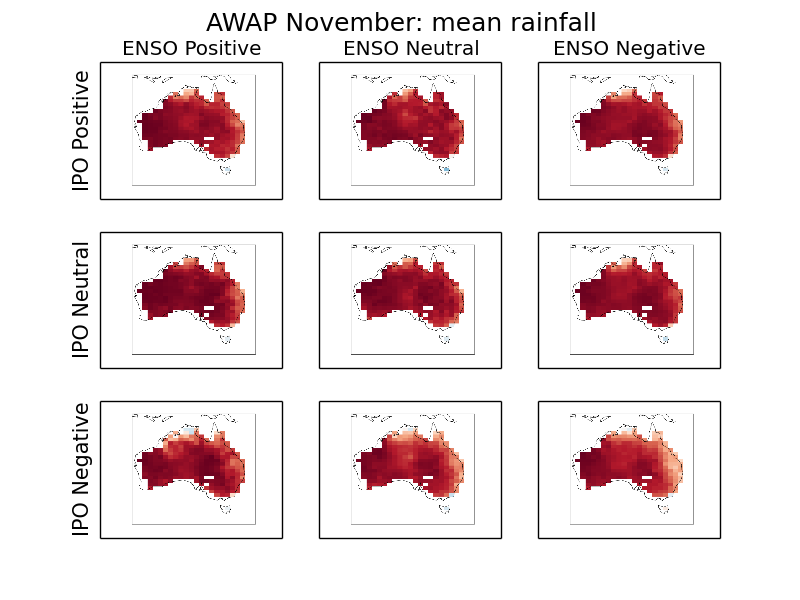 AWAP November: mean rainfall
ENSO Positive ENSO Neutral ENSO Negative
IPO Positive
IPO Neutral
IPO Negative